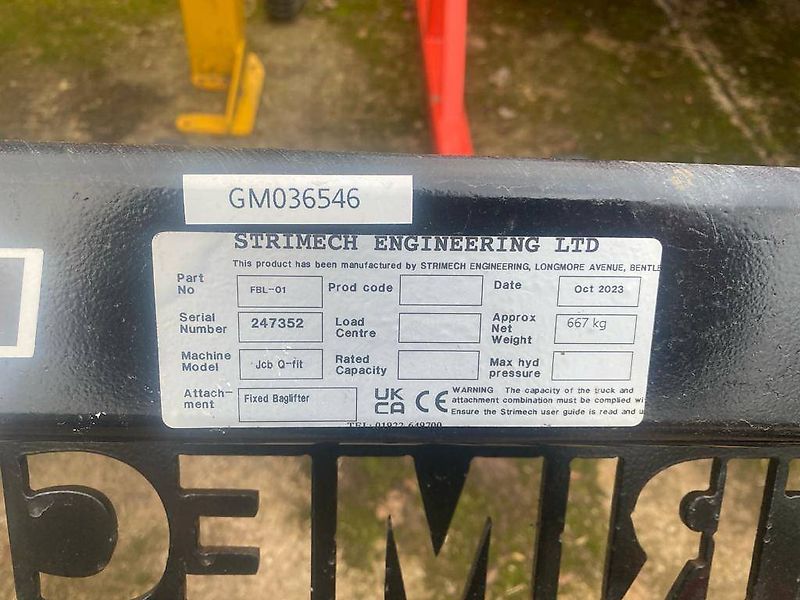 GM036546
STRIMECH ENGINEERING LTD
This product has been manufactured by STRIMECH ENGINEERING, LONGMORE AVENUE, BENTLE
Part No FBL-01 Prod code Date Oct 2023
Serial Number 247352 Load Centre Approx Net Weight 667 kg
Machine Model Jcb Q-fit Rated Capacity Max hyd pressure
Attach-ment Fixed Baglifter UK CA CE
WARNING The capacity of the truck and
attachment combination must be complied wi
Ensure the Strimech user guide is read and u
TEL: 01922 649700